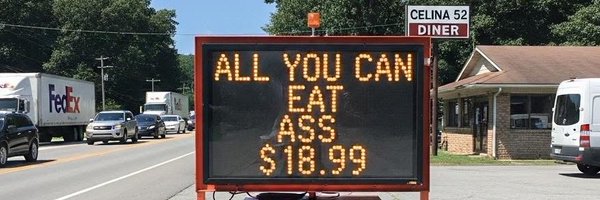 CELINA 52
DINER
ALL YOU CAN
EAT
ASS
$18.99
FedEx